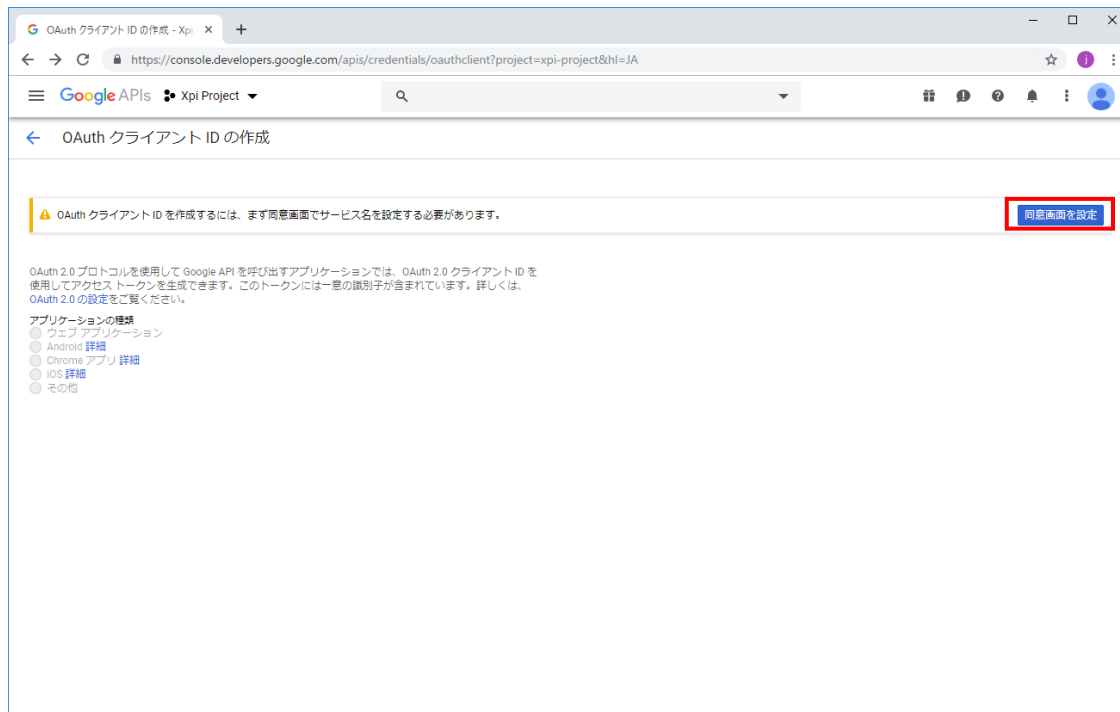 OAuth クライアント ID の作成 - Xpi
https://console.developers.google.com/apis/credentials/oauthclient?project=xpi-project&hl=JA
j
Google APIs Xpi Project
OAuth クライアント ID の作成
OAuth クライアント ID を作成するには、まず同意画面でサービス名を設定する必要があります。
同意画面を設定
OAuth 2.0 プロトコルを使用して Google API を呼び出すアプリケーションでは、OAuth 2.0 クライアント ID を
使用してアクセス トークンを生成できます。このトークンには一意の識別子が含まれています。詳しくは、
OAuth 2.0 の設定をご覧ください。
アプリケーションの種類
ウェブ アプリケーション
Android 詳細
Chrome アプリ 詳細
iOS 詳細
その他